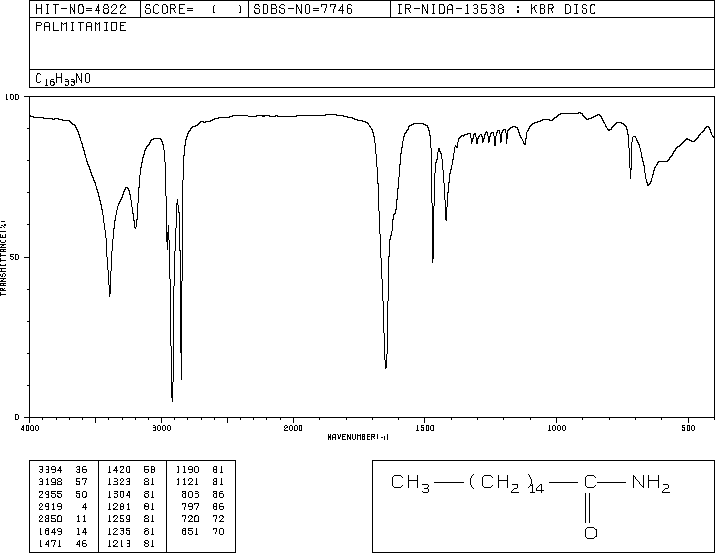 HIT-NO=4822 SCORE= ( ) SDBS-NO=7746 IR-NIDA-13538 : KBR DISC
PALMITAMIDE
C16H33NO
100
TRANSMITTANCE(%)
50
0
4000 3000 2000 1500 1000 500
WAVENUMBER(-1)
3394 36 1420 58 1190 81
3198 57 1323 81 1121 81
2955 50 1304 81 803 86
2919 4 1281 81 797 86
2850 11 1259 81 720 72
1649 14 1235 81 651 70
1471 46 1213 81
CH3 (CH2)14 C NH2
O